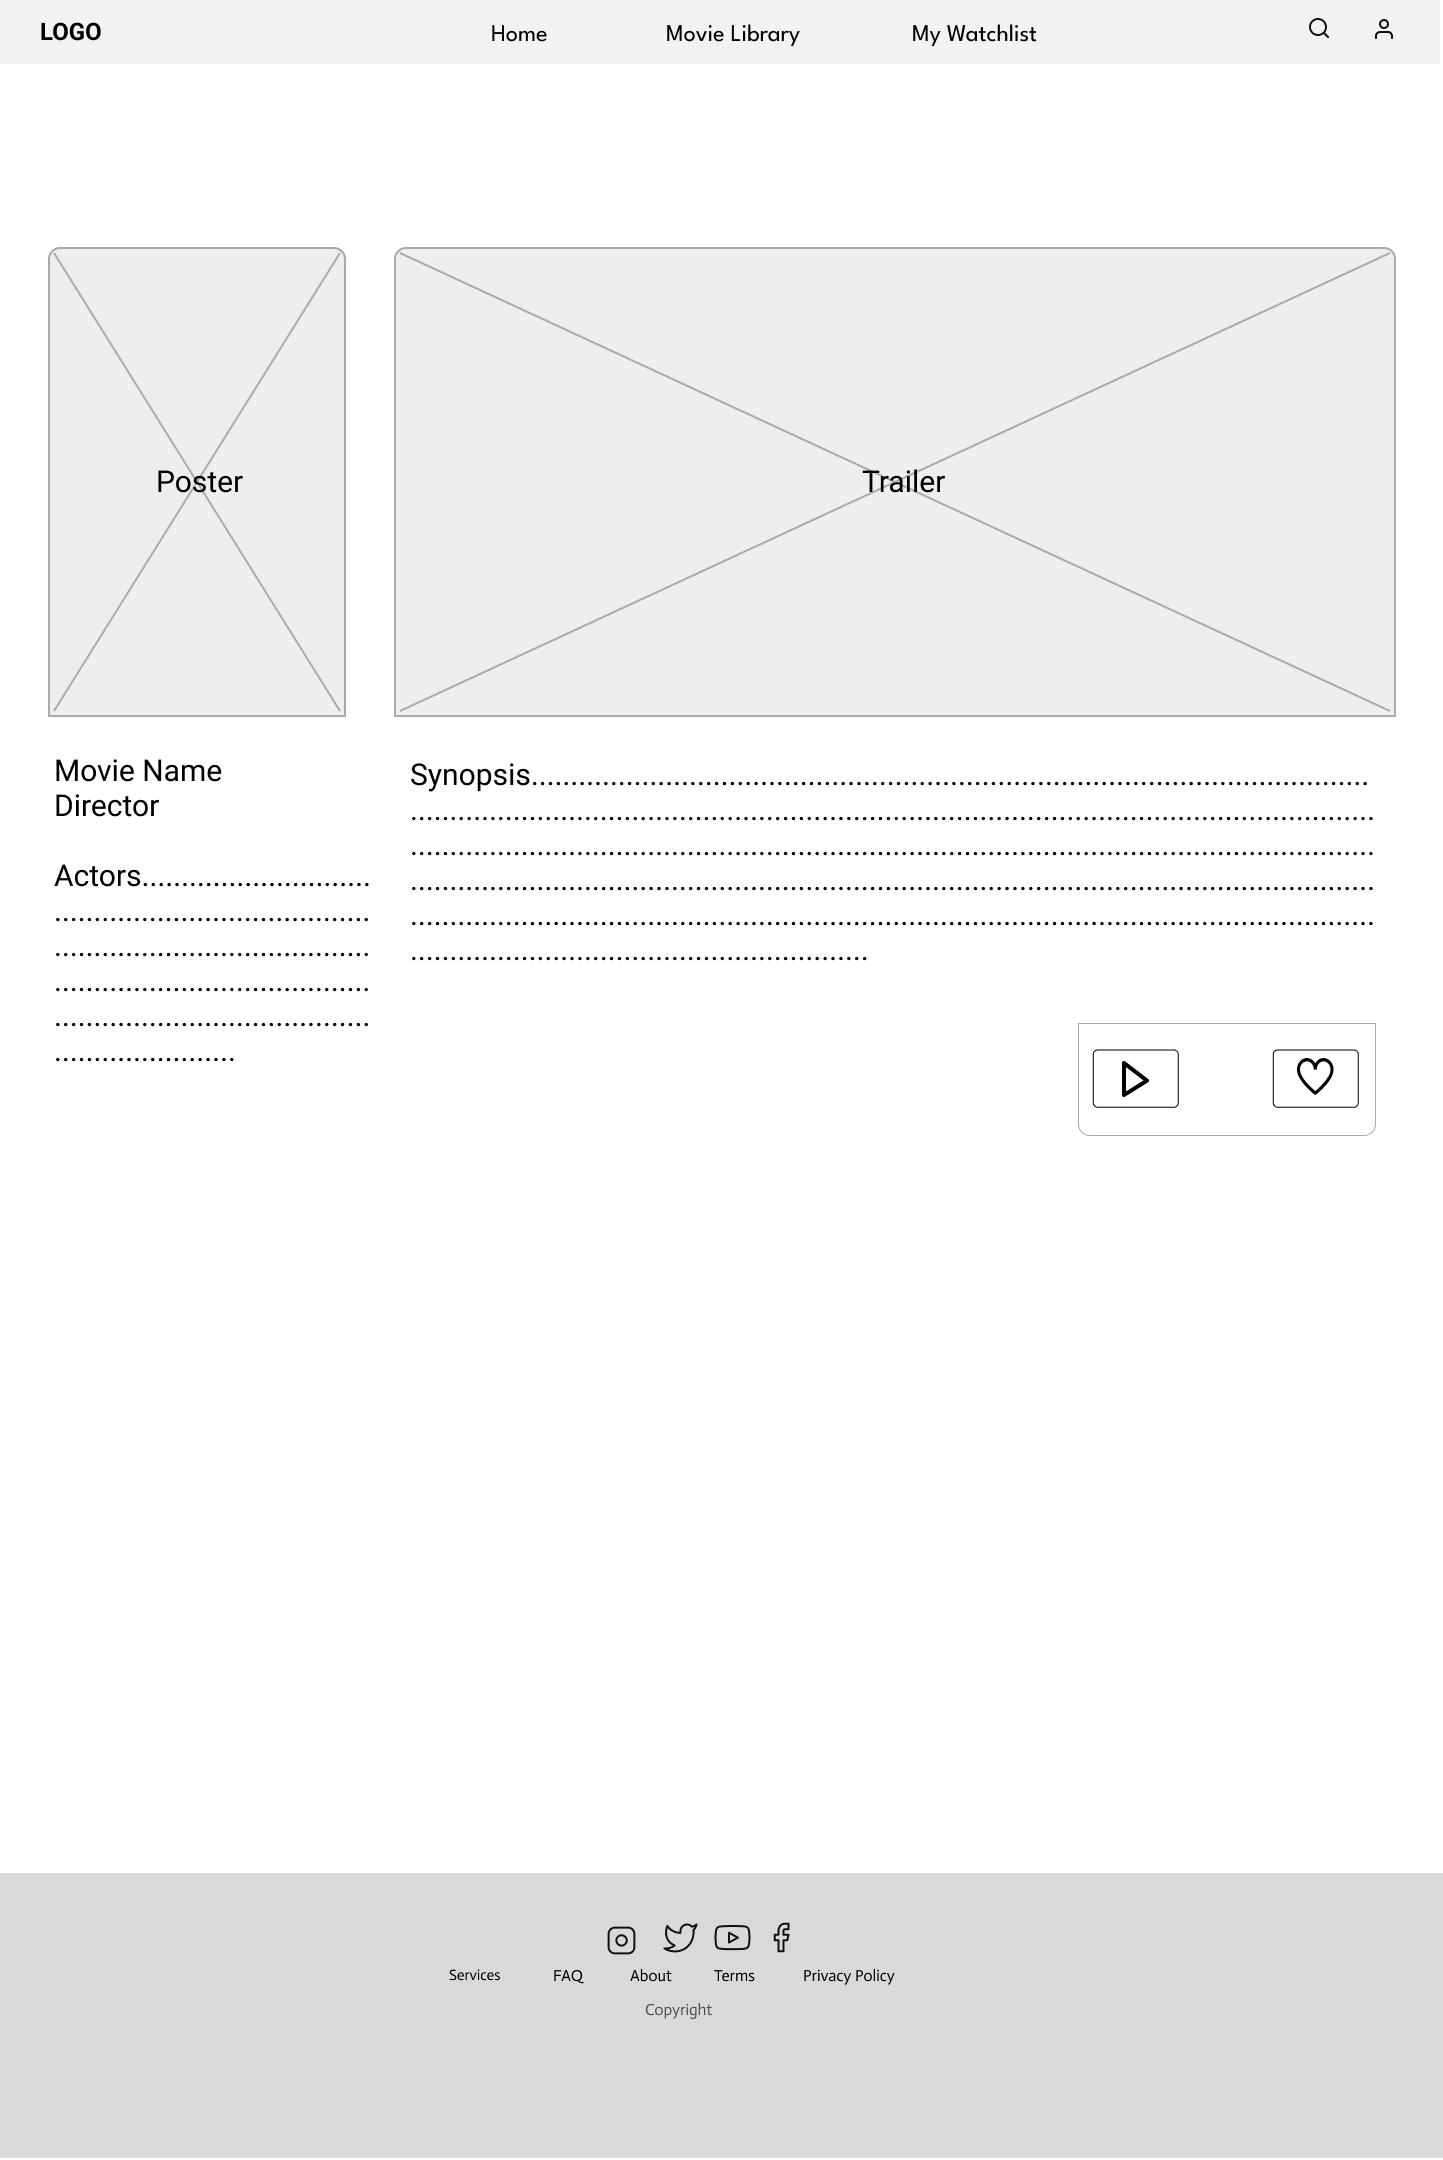 LOGO Home Movie Library My Watchlist
Poster
Trailer
Movie Name
Director
Actors.............................
........................................
........................................
........................................
........................................
.......................
Synopsis..........................................................................................................
..........................................................................................................................
..........................................................................................................................
..........................................................................................................................
..........................................................................................................................
..........................................................
Services FAQ About Terms Privacy Policy
Copyright